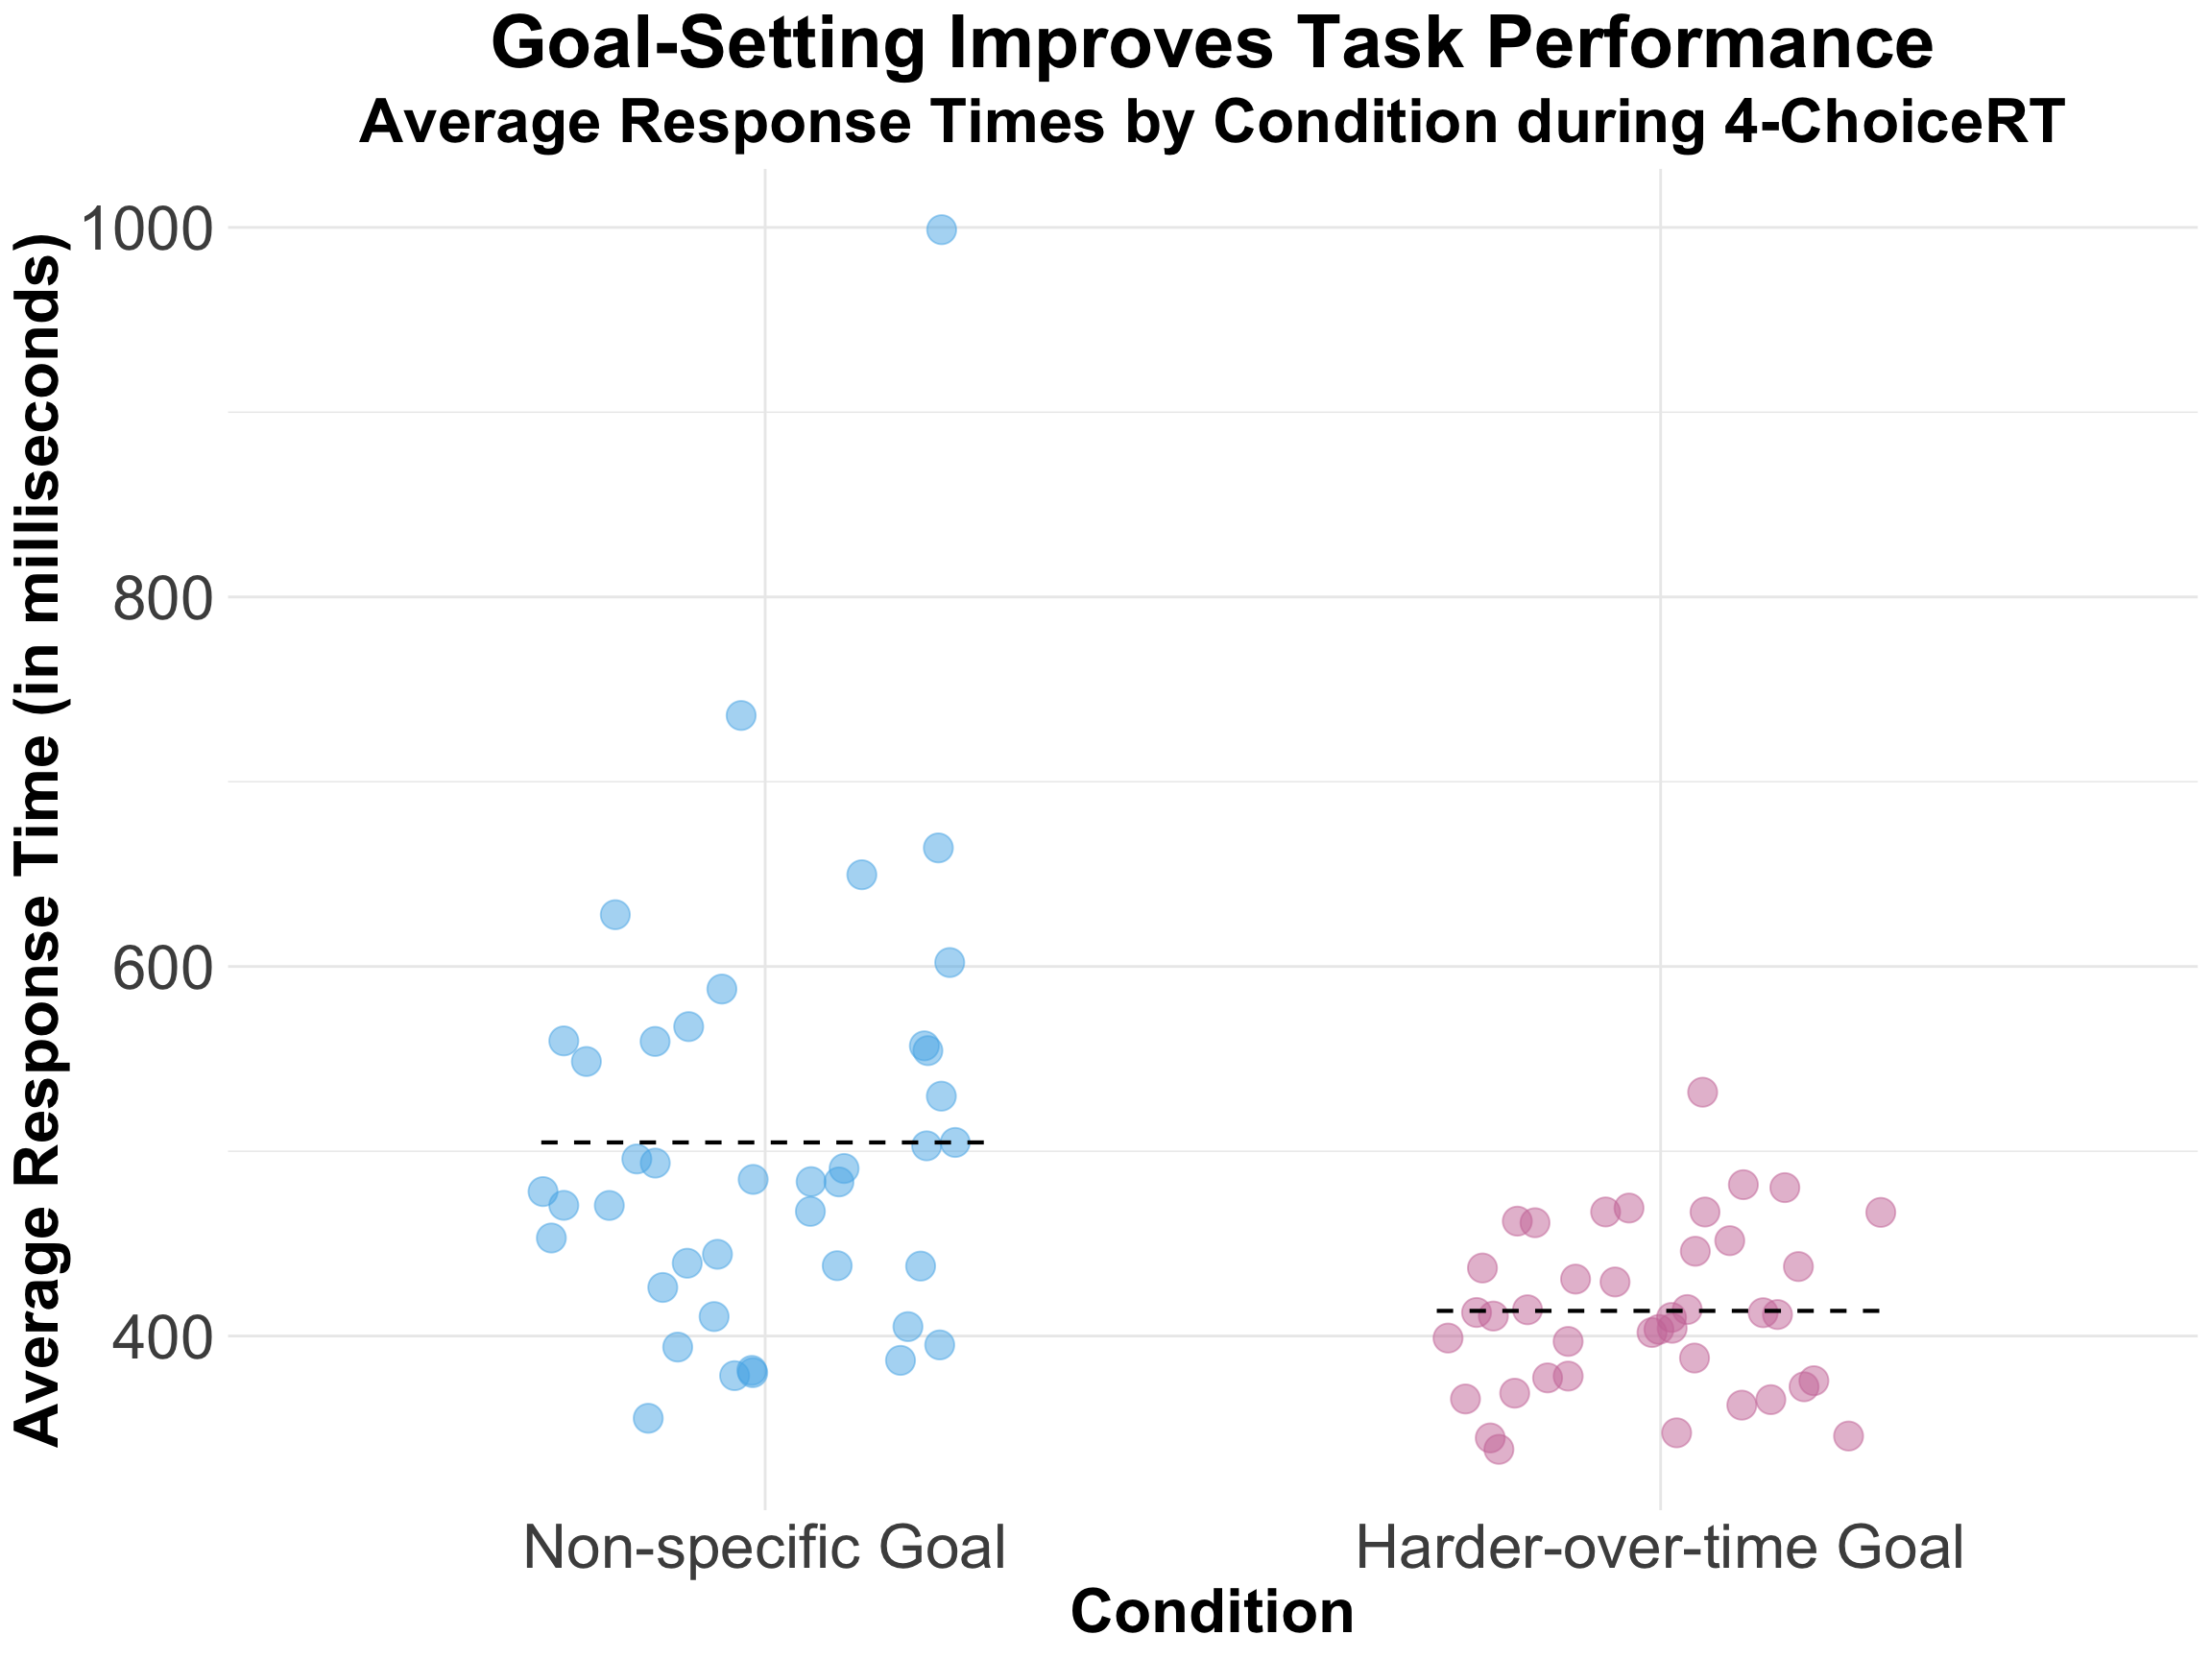 Goal-Setting Improves Task Performance
Average Response Times by Condition during 4-ChoiceRT
Average Response Time (in milliseconds)
1000
800
600
400
Non-specific Goal
Harder-over-time Goal
Condition